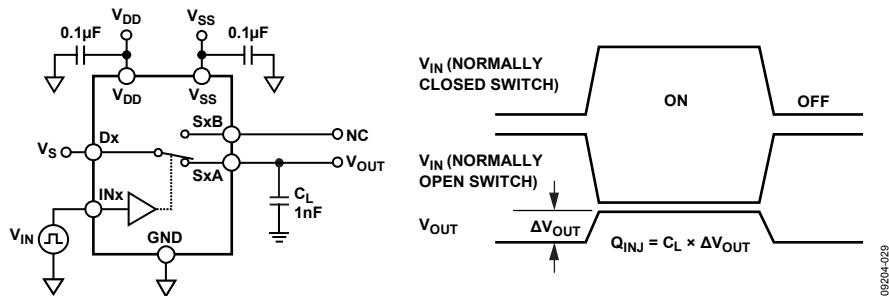 V_DD V_SS
0.1µF 0.1µF
V_DD V_SS
SxB NC
V_S Dx
SxA V_OUT
INx C_L
1nF
V_IN GND
V_IN (NORMALLY
CLOSED SWITCH)
ON OFF
V_IN (NORMALLY
OPEN SWITCH)
V_OUT ΔV_OUT
Q_INJ = C_L × ΔV_OUT
09204-029